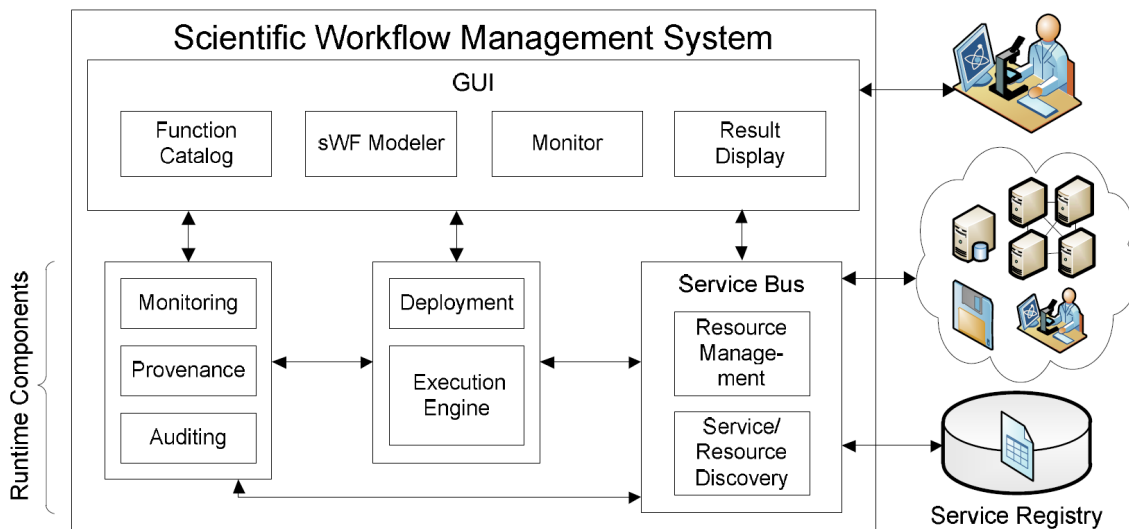 Scientific Workflow Management System
GUI
Function
Catalog
sWF Modeler
Monitor
Result
Display
Runtime Components
Monitoring
Provenance
Auditing
Deployment
Execution
Engine
Service Bus
Resource
Manage-
ment
Service/
Resource
Discovery
Service Registry